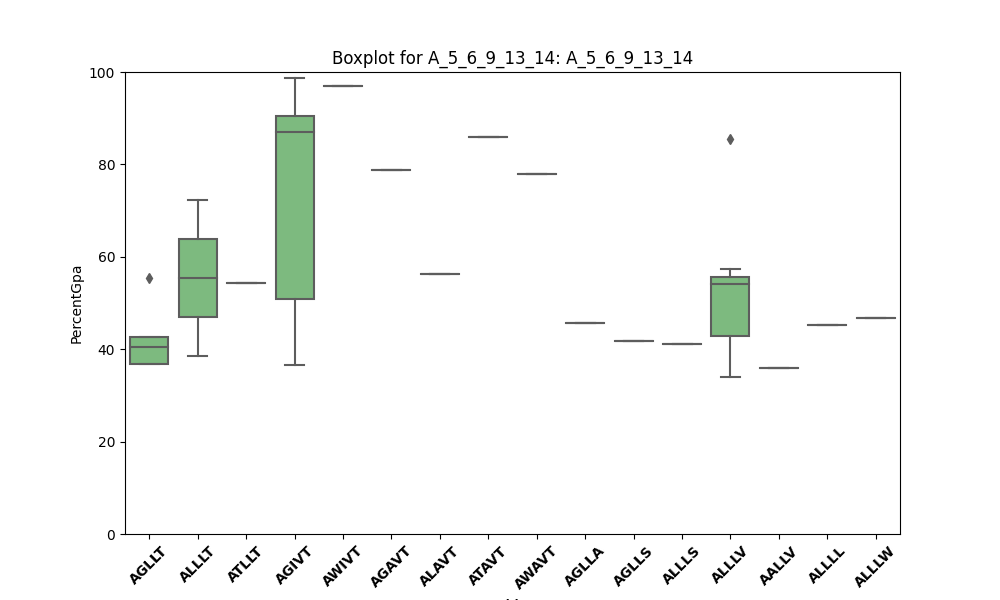 Boxplot for A_5_6_9_13_14: A_5_6_9_13_14
100
80
60
40
20
0
PercentGpa
AGLLT
ALLLT
ATLLT
AGIVT
AWIVT
AGAVT
ALAVT
ATAVT
AWAVT
AGLLA
AGLLS
ALLLS
ALLLV
AALLV
ALLLL
ALLLW